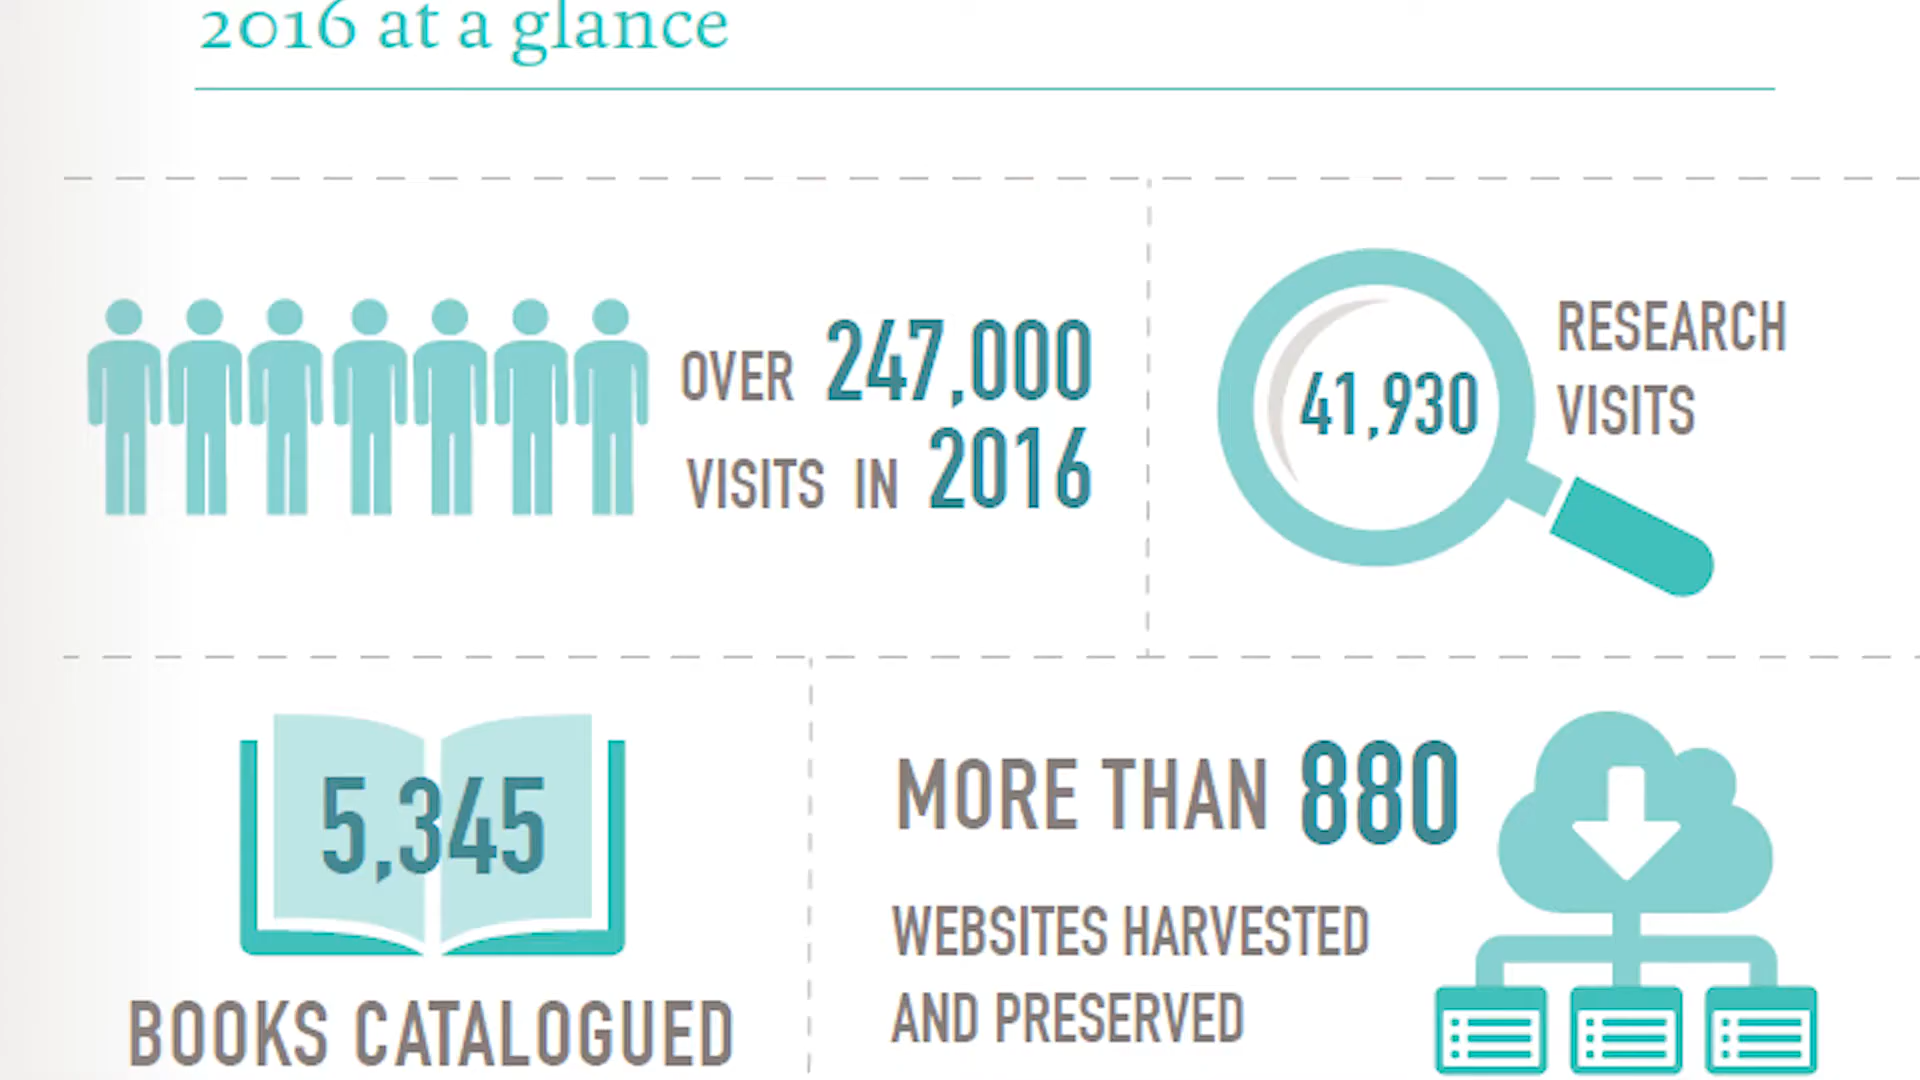 2016 at a glance
OVER 247,000
VISITS IN 2016
41,930
RESEARCH
VISITS
5,345
BOOKS CATALOGUED
MORE THAN 880
WEBSITES HARVESTED
AND PRESERVED